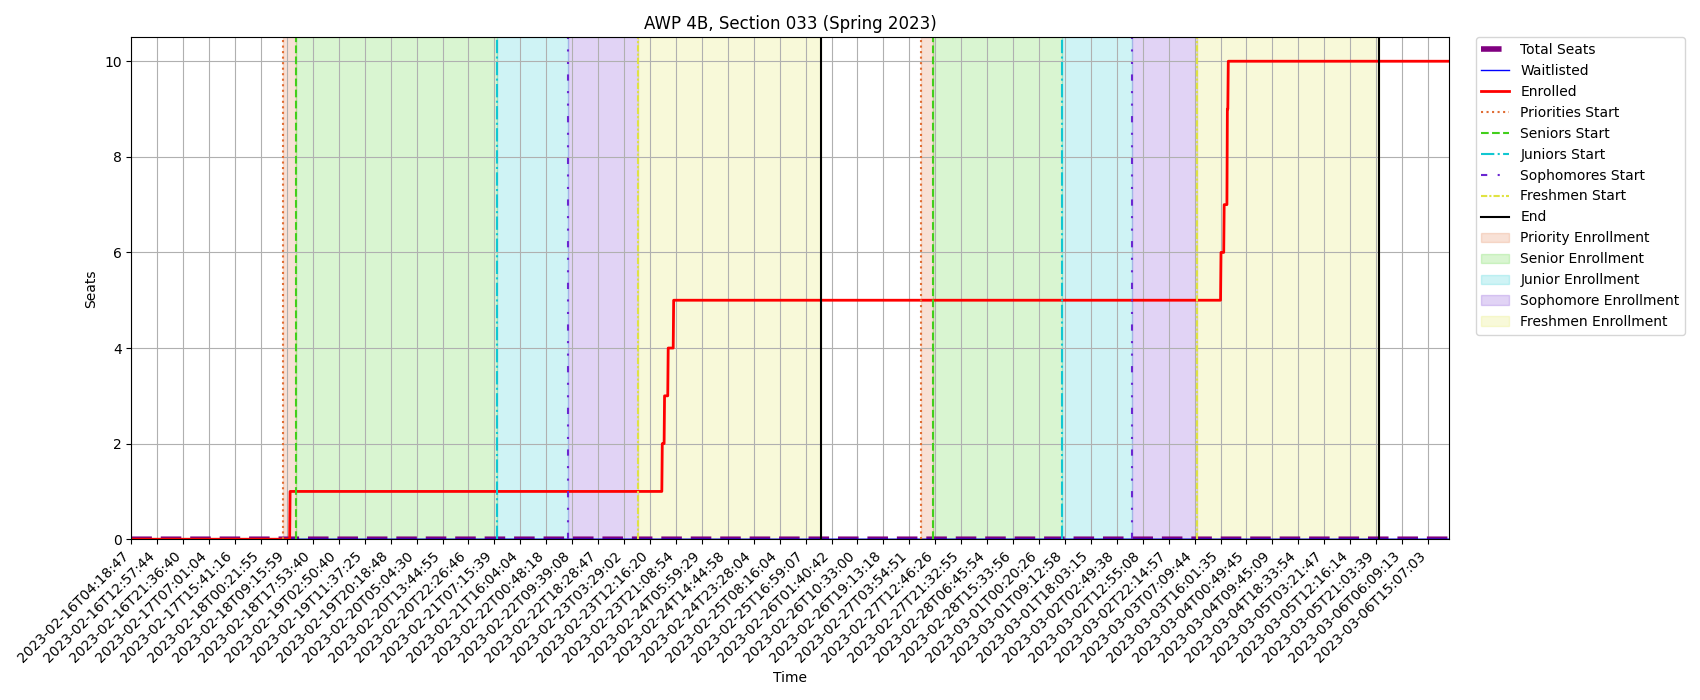 AWP 4B, Section 033 (Spring 2023)
Seats
10
8
6
4
2
0
2023-02-16T04:18:47
2023-02-16T12:57:44
2023-02-16T21:36:40
2023-02-17T07:01:04
2023-02-17T15:41:16
2023-02-18T00:21:55
2023-02-18T09:15:59
2023-02-18T17:53:40
2023-02-19T02:50:40
2023-02-19T11:37:25
2023-02-19T20:18:48
2023-02-20T05:04:30
2023-02-20T13:44:55
2023-02-20T22:26:46
2023-02-21T07:15:39
2023-02-21T16:04:04
2023-02-22T00:48:18
2023-02-22T09:39:08
2023-02-22T18:28:47
2023-02-23T03:29:02
2023-02-23T12:16:20
2023-02-23T21:08:54
2023-02-24T05:59:29
2023-02-24T14:44:58
2023-02-24T23:28:04
2023-02-25T08:16:04
2023-02-25T16:59:07
2023-02-26T01:40:42
2023-02-26T10:33:00
2023-02-26T19:13:18
2023-02-27T03:54:51
2023-02-27T12:46:26
2023-02-27T21:32:55
2023-02-28T06:45:54
2023-02-28T15:33:56
2023-03-01T00:20:26
2023-03-01T09:12:58
2023-03-01T18:03:15
2023-03-02T02:49:38
2023-03-02T12:55:08
2023-03-02T22:14:57
2023-03-03T07:09:44
2023-03-03T16:01:35
2023-03-04T00:49:45
2023-03-04T09:45:09
2023-03-04T18:33:54
2023-03-05T03:21:47
2023-03-05T12:16:14
2023-03-05T21:03:39
2023-03-06T06:09:13
2023-03-06T15:07:03
Time
Total Seats
Waitlisted
Enrolled
Priorities Start
Seniors Start
Juniors Start
Sophomores Start
Freshmen Start
End
Priority Enrollment
Senior Enrollment
Junior Enrollment
Sophomore Enrollment
Freshmen Enrollment